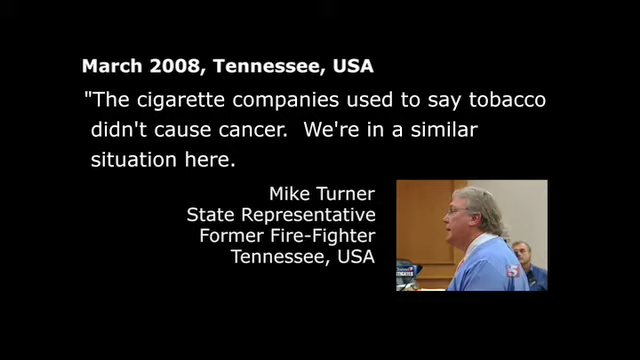 March 2008, Tennessee, USA
"The cigarette companies used to say tobacco
didn't cause cancer.  We're in a similar
situation here.
Mike Turner
State Representative
Former Fire-Fighter
Tennessee, USA
5